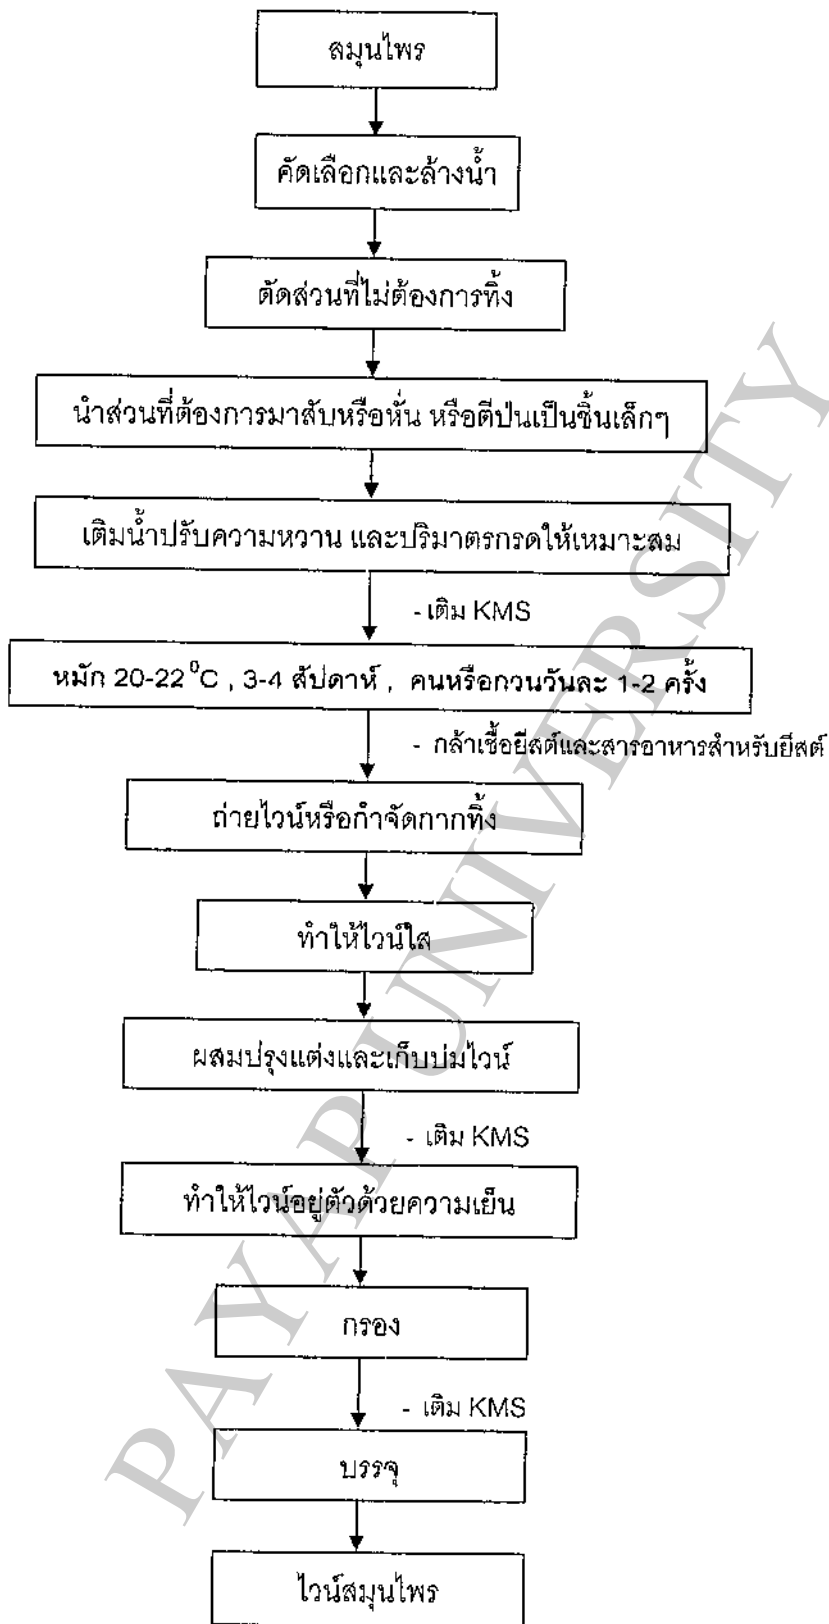 สมุนไพร
คัดเลือกและล้างน้ำ
ตัดส่วนที่ไม่ต้องการทิ้ง
นำส่วนที่ต้องการมาสับหรือหั่น หรือตีป่นเป็นชิ้นเล็กๆ
เติมน้ำปรับความหวาน และปริมาตรกรดให้เหมาะสม
- เติม KMS
หมัก 20-22 ⁰C , 3-4 สัปดาห์ , คนหรือกวนวันละ 1-2 ครั้ง
- กล้าเชื้อยีสต์และสารอาหารสำหรับยีสต์
ถ่ายไวน์หรือกำจัดกากทิ้ง
ทำให้ไวน์ใส
ผสมปรุงแต่งและเก็บบ่มไวน์
- เติม KMS
ทำให้ไวน์อยู่ตัวด้วยความเย็น
กรอง
- เติม KMS
บรรจุ
ไวน์สมุนไพร
PAYAP UNIVERSITY